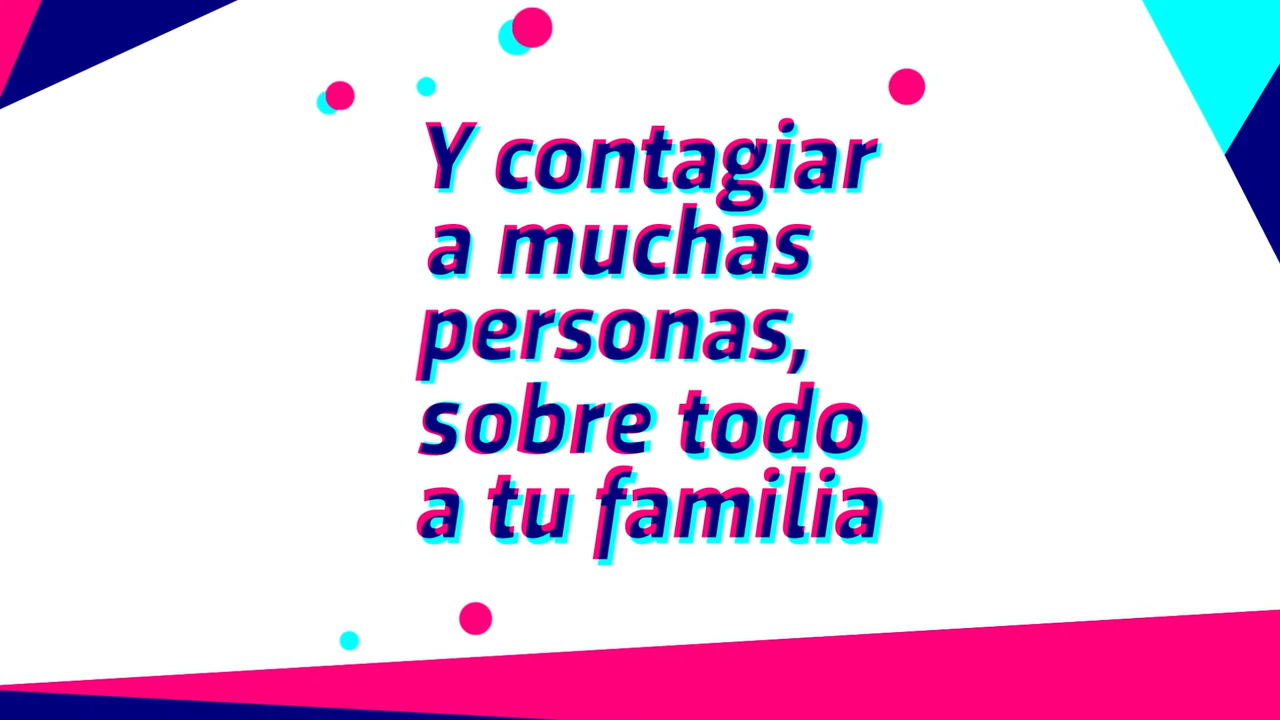 Y contagiar
a muchas
personas,
sobre todo
a tu familia